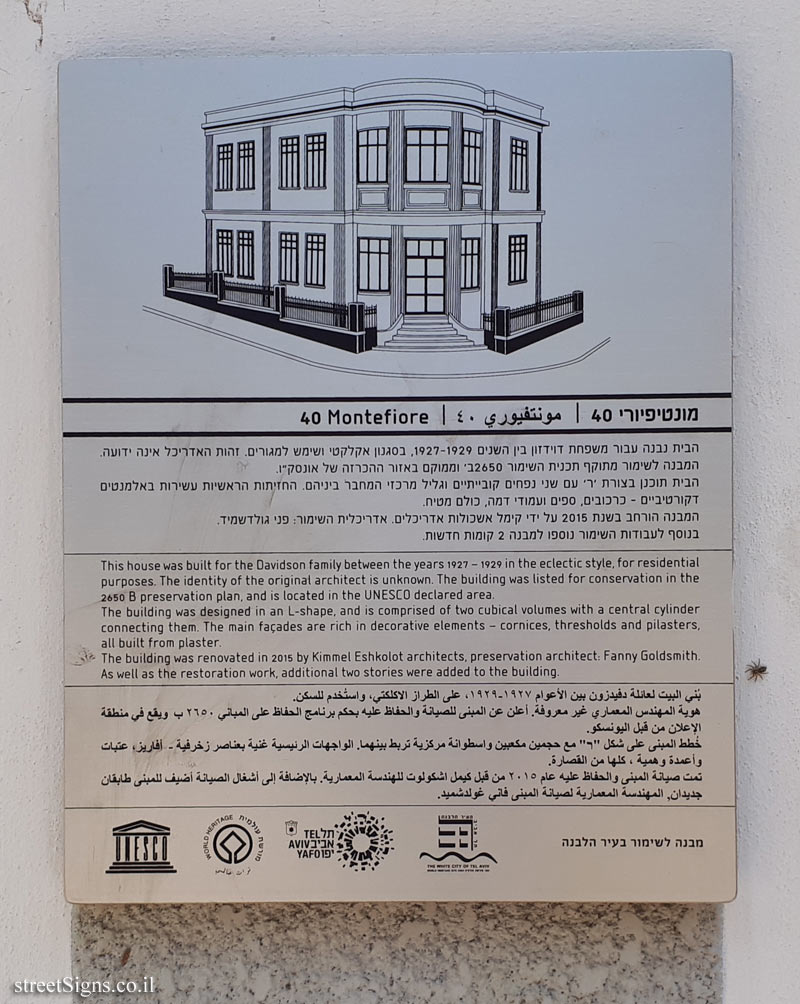 מונטיפיורי 40 | مونتفيوري ٤٠ | 40 Montefiore
הבית נבנה עבור משפחת דוידזון בין השנים 1927-1929, בסגנון אקלקטי ושימש למגורים. זהות האדריכל אינה ידועה.
המבנה לשימור מתוקף תכנית השימור 2650ב' וממוקם באזור ההכרזה של אונסק"ו.
הבית תוכנן בצורת 'ר' עם שני נפחים קובייתיים וגליל מרכזי המחבר ביניהם. החזיתות הראשיות עשירות באלמנטים
דקורטיביים - כרכובים, ספים ועמודי דמה, כולם מטיח.
המבנה הורחב בשנת 2015 על ידי קימל אשכולות אדריכלים. אדריכלית השימור: פני גולדשמיד.
בנוסף לעבודות השימור נוספו למבנה 2 קומות חדשות.
This house was built for the Davidson family between the years 1927 – 1929 in the eclectic style, for residential
purposes. The identity of the original architect is unknown. The building was listed for conservation in the
2650 B preservation plan, and is located in the UNESCO declared area.
The building was designed in an L-shape, and is comprised of two cubical volumes with a central cylinder
connecting them. The main façades are rich in decorative elements – cornices, thresholds and pilasters,
all built from plaster.
The building was renovated in 2015 by Kimmel Eshkolot architects, preservation architect: Fanny Goldsmith.
As well as the restoration work, additional two stories were added to the building.
بُني البيت لعائلة دفيدزون بين الأعوام ١٩٢٧-١٩٢٩، على الطراز الاكلكتي، واستُخدم للسكن.
هوية المهندس المعماري غير معروفة. أعلن عن المبنى للصيانة والحفاظ عليه بحكم برنامج الحفاظ على المباني ٢٦٥٠ ب ويقع في منطقة
الإعلان من قبل اليونسكو.
خُطط المبنى على شكل "٦" مع حجمين مكعبين واسطوانة مركزية تربط بينهما. الواجهات الرئيسية غنية بعناصر زخرفية - أفاريز، عتبات
وأعمدة وهمية ، كلها من القصارة.
تمت صيانة المبنى والحفاظ عليه عام ٢٠١٥ من قبل كيمل اشكولوت للهندسة المعمارية. بالإضافة إلى أشغال الصيانة أضيف للمبنى طابقان
جديدان, المهندسة المعمارية لصيانة المبنى فاني غولدشميد.
מבנה לשימור בעיר הלבנה
THE WHITE CITY OF TEL AVIV
TEL AVIV YAFO
תל אביב יפו
WORLD HERITAGE
מורשת עולמית
UNESCO
streetSigns.co.il